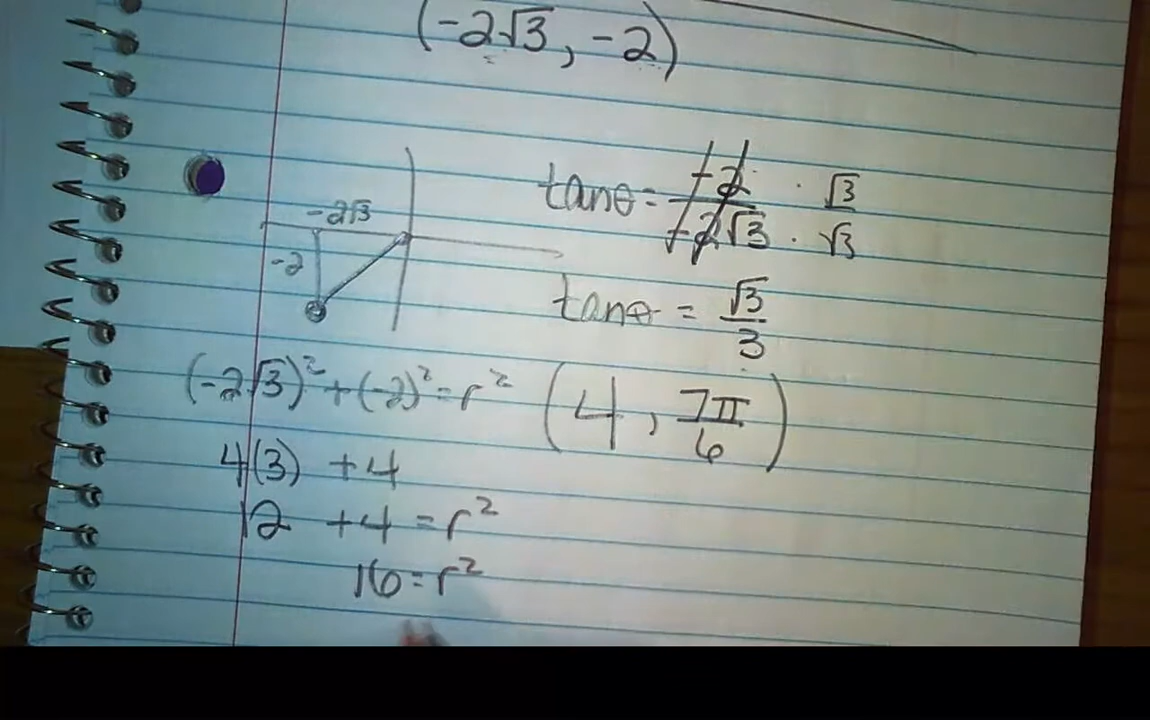 (-2√3, -2)
-2√3
-2
tanθ = -2/-2√3 · √3/√3
tanθ = √3/3
(-2√3)² + (-2)² = r²
(4, 7π/6)
4(3) + 4
12 + 4 = r²
16 = r²